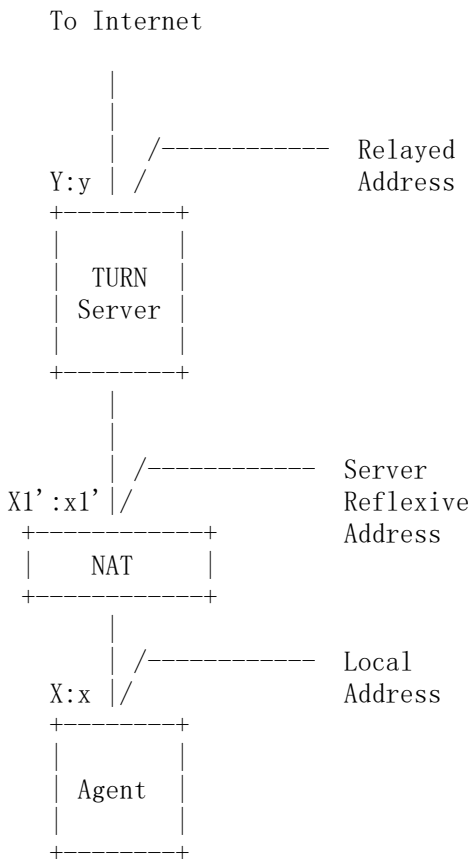 To Internet
Relayed
Y:y Address
TURN
Server
Server
X1':x1' Reflexive
Address
NAT
Local
X:x Address
Agent